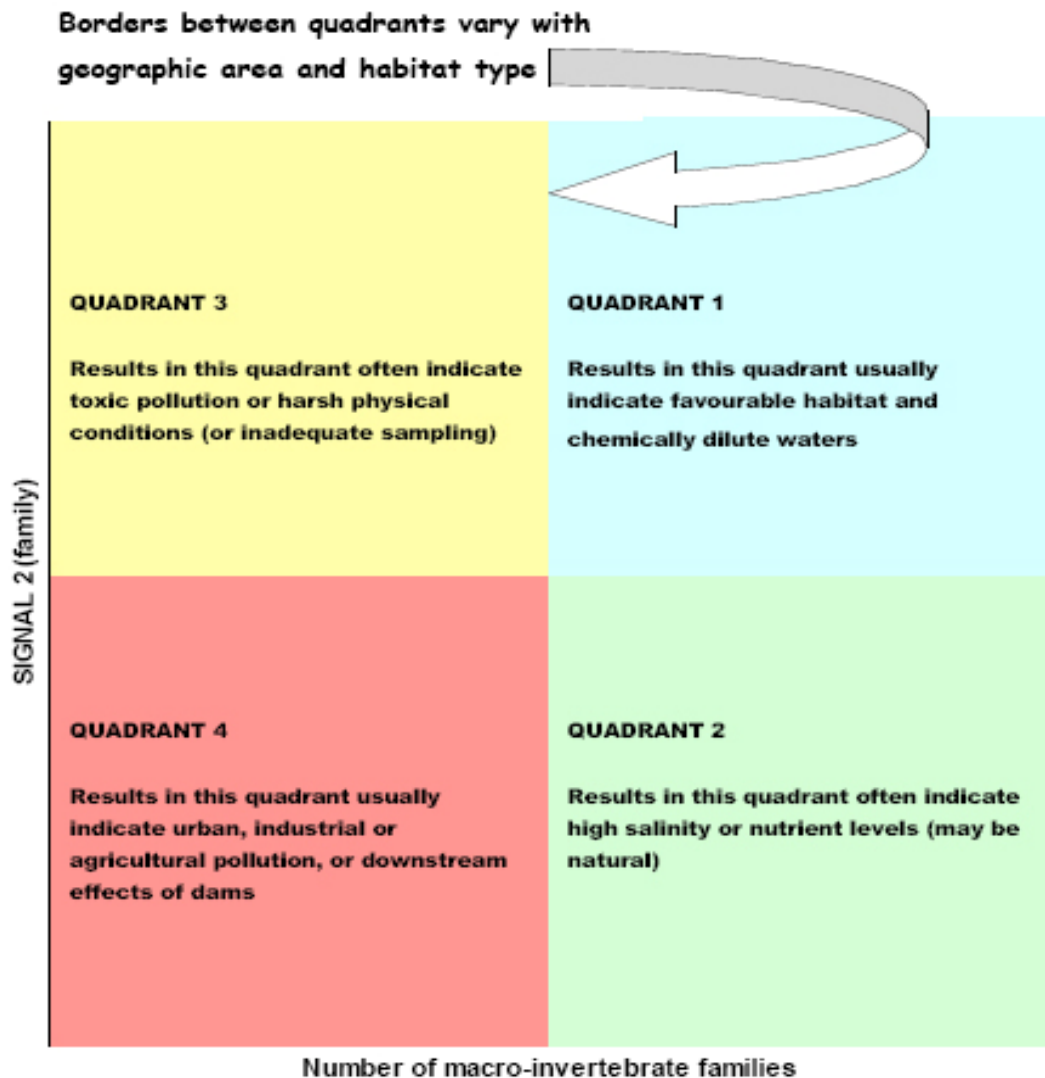 Borders between quadrants vary with
geographic area and habitat type
QUADRANT 3
Results in this quadrant often indicate
toxic pollution or harsh physical
conditions (or inadequate sampling)
QUADRANT 1
Results in this quadrant usually
indicate favourable habitat and
chemically dilute waters
SIGNAL 2 (family)
QUADRANT 4
Results in this quadrant usually
indicate urban, industrial or
agricultural pollution, or downstream
effects of dams
QUADRANT 2
Results in this quadrant often indicate
high salinity or nutrient levels (may be
natural)
Number of macro-invertebrate families